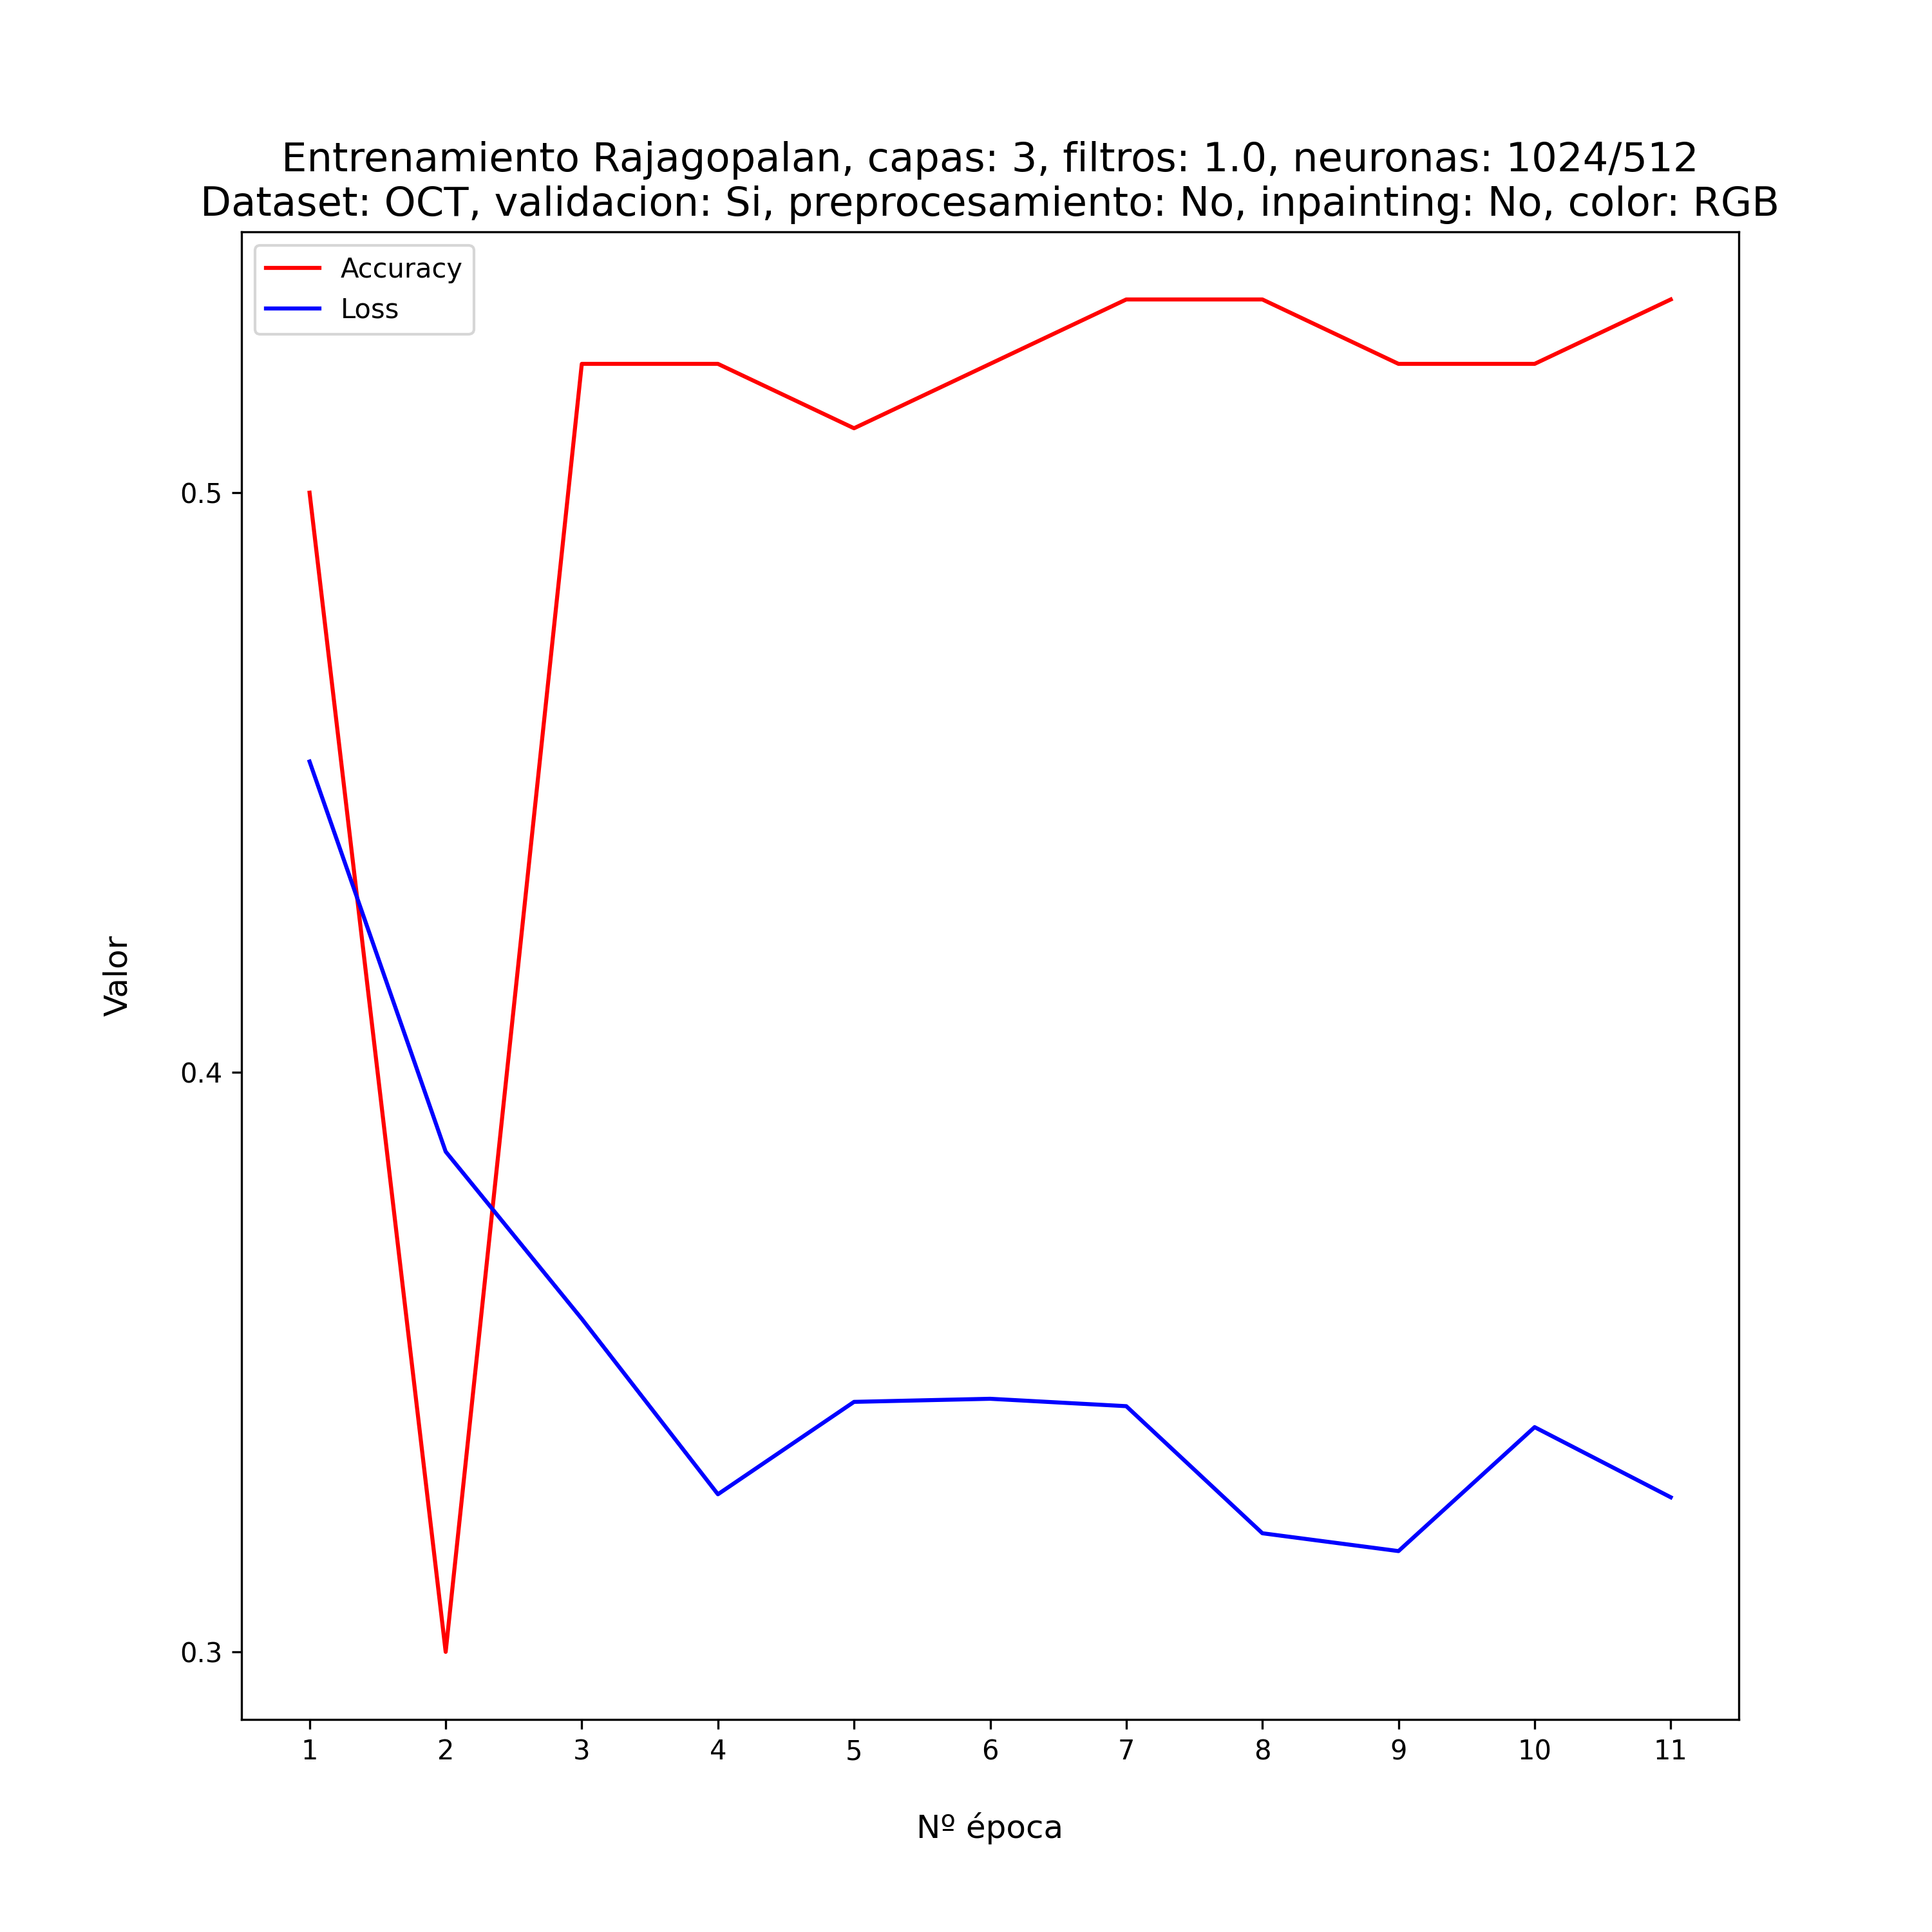 Entrenamiento Rajagopalan, capas: 3, filtros: 1.0, neuronas: 1024/512
Dataset: OCT, validacion: Si, preprocesamiento: No, inpainting: No, color: RGB
Accuracy
Loss
0.5
0.4
0.3
Valor
1 2 3 4 5 6 7 8 9 10 11
Nº época